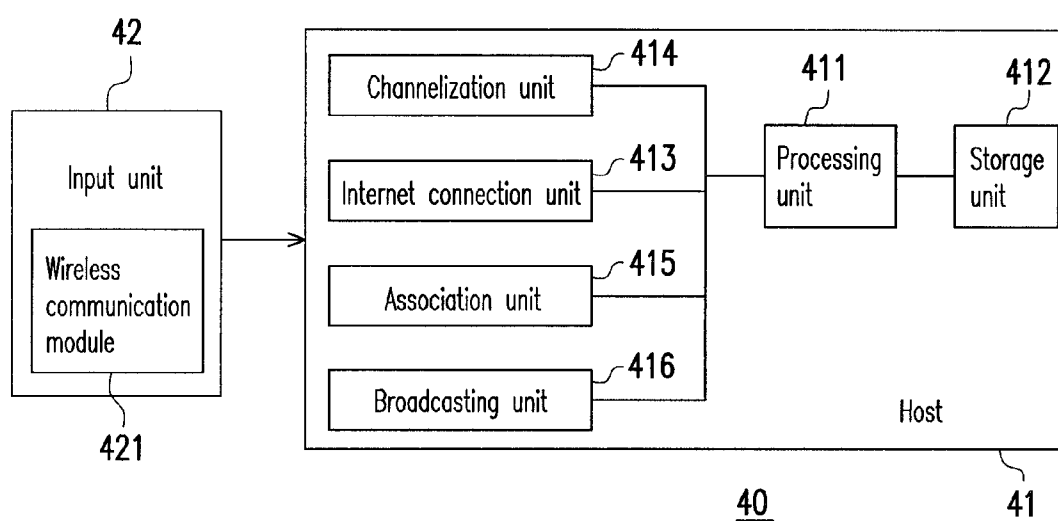 42
Input unit
Wireless
communication
module
421
414
Channelization unit
413
Internet connection unit
415
Association unit
416
Broadcasting unit
411
Processing
unit
412
Storage
unit
Host
41
40